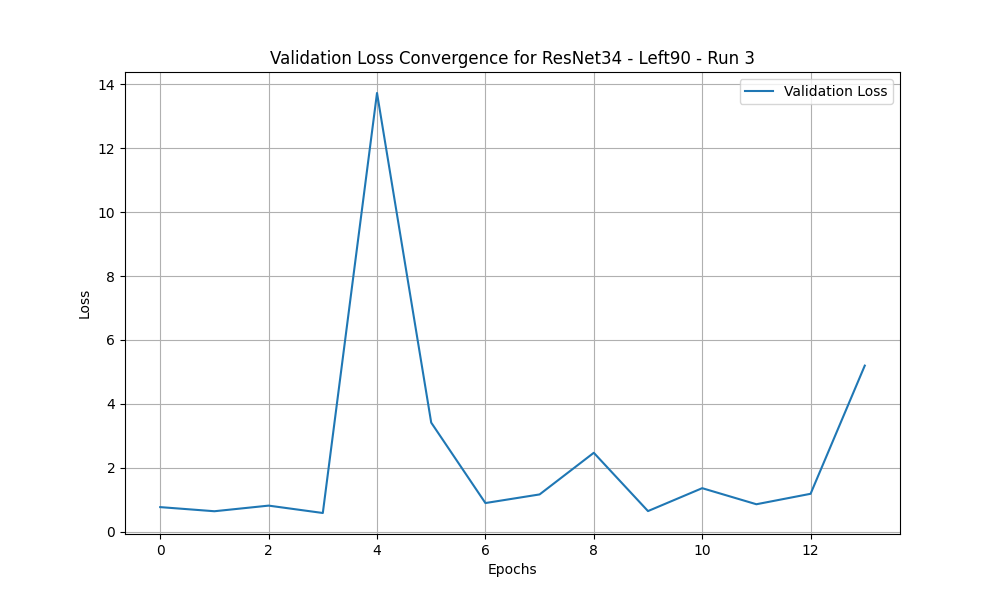 Validation Loss Convergence for ResNet34 - Left90 - Run 3
Validation Loss
14
12
10
8
6
4
2
0
Loss
0 2 4 6 8 10 12
Epochs